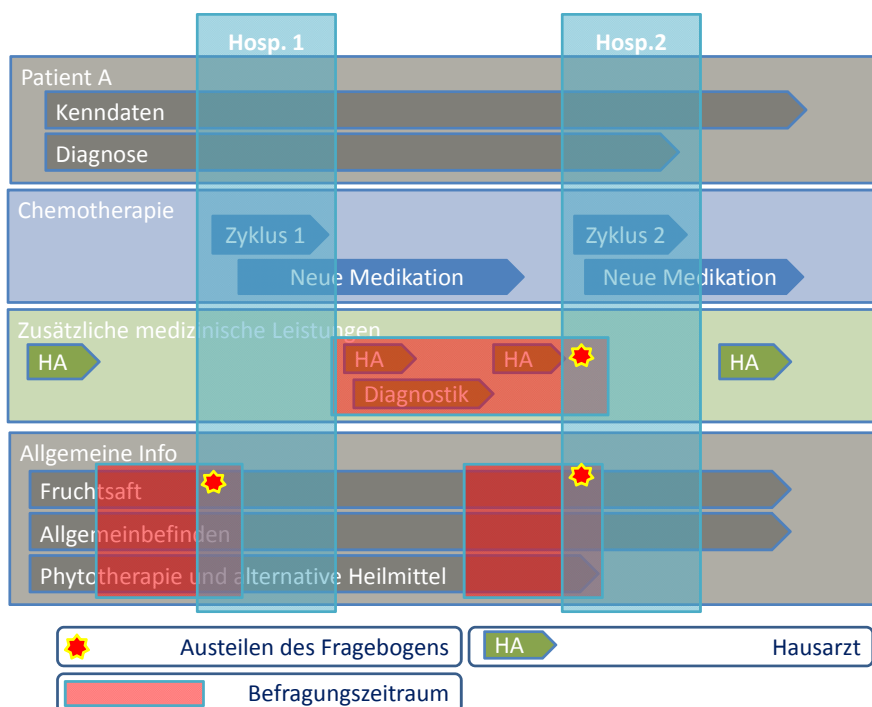 Hosp. 1
Hosp.2
Patient A
Kenndaten
Diagnose
Chemotherapie
Zyklus 1
Zyklus 2
Neue Medikation
Neue Medikation
Zusätzliche medizinische Leistungen
HA
HA
HA
HA
Diagnostik
Allgemeine Info
Fruchtsaft
Allgemeinbefinden
Phytotherapie und alternative Heilmittel
Austeilen des Fragebogens
HA
Hausarzt
Befragungszeitraum